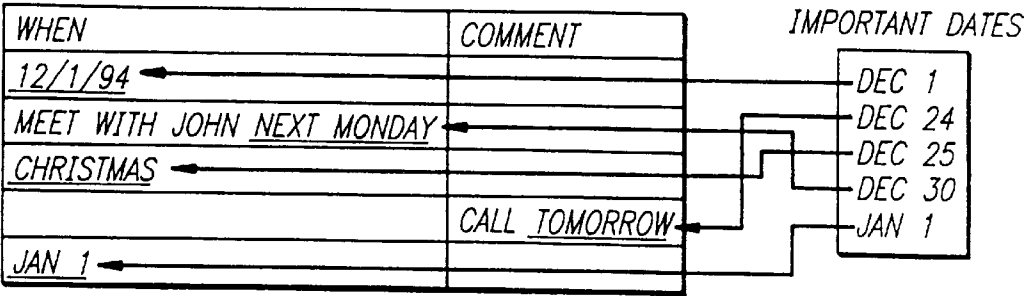 WHEN COMMENT
12/1/94
MEET WITH JOHN NEXT MONDAY
CHRISTMAS
CALL TOMORROW
JAN 1
IMPORTANT DATES
DEC 1
DEC 24
DEC 25
DEC 30
JAN 1